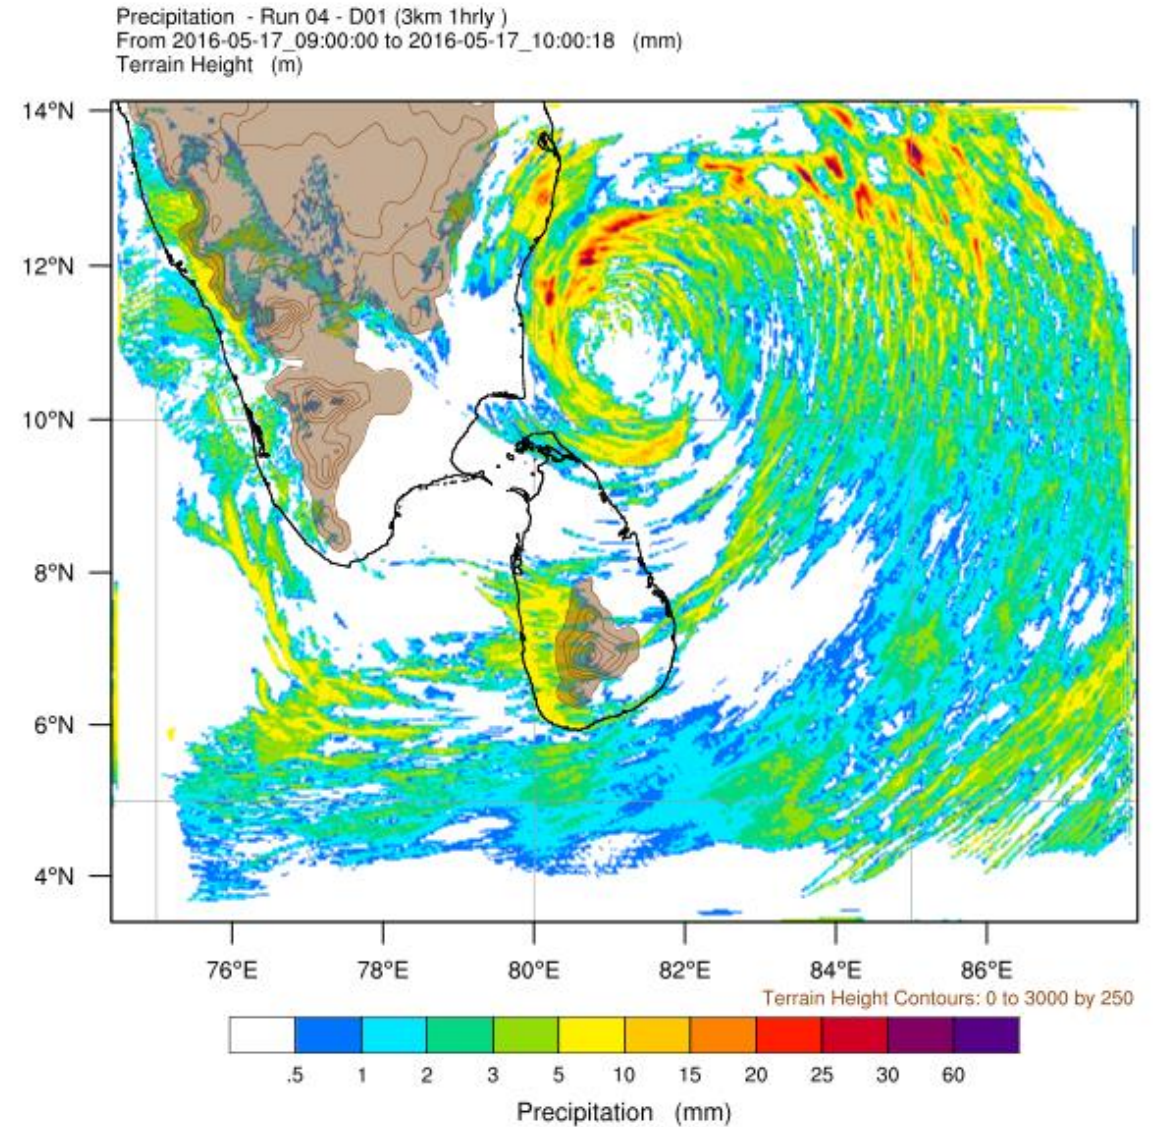 Precipitation - Run 04 - D01 (3km 1hrly )
From 2016-05-17_09:00:00 to 2016-05-17_10:00:18 (mm)
Terrain Height (m)
14°N
12°N
10°N
8°N
6°N
4°N
76°E 78°E 80°E 82°E 84°E 86°E
Terrain Height Contours: 0 to 3000 by 250
.5 1 2 3 5 10 15 20 25 30 60
Precipitation (mm)